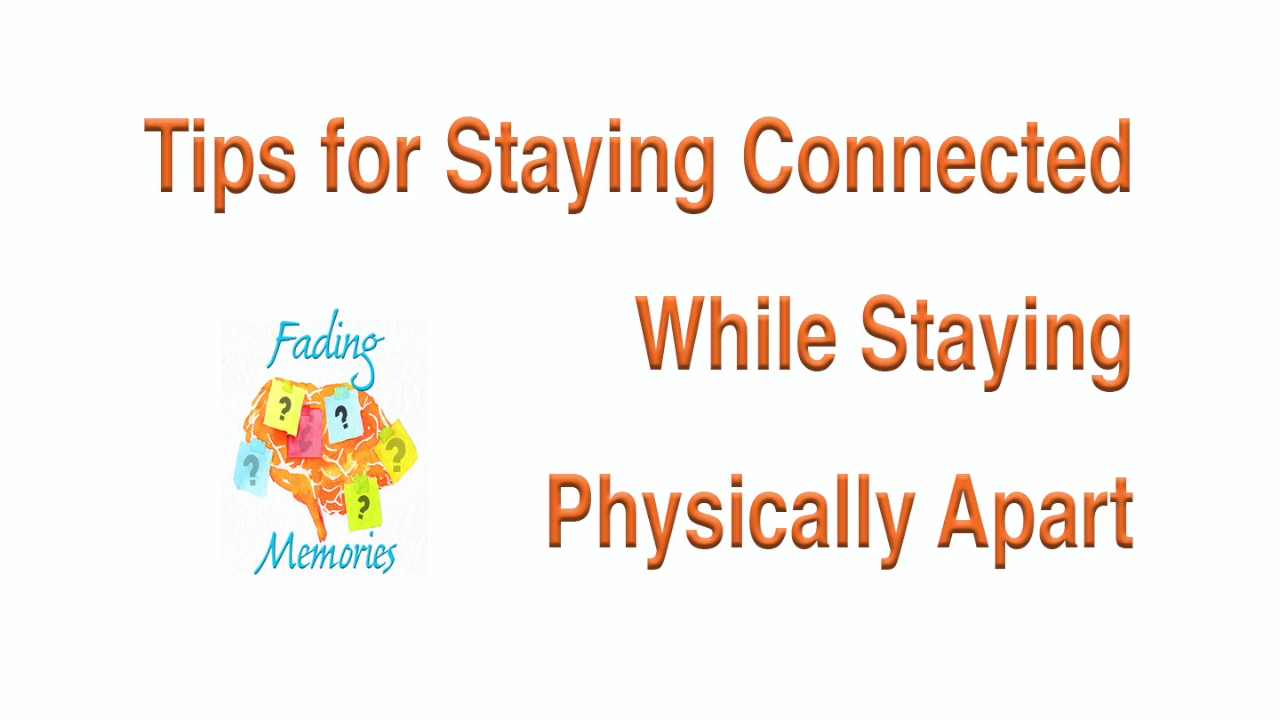 Tips for Staying Connected
While Staying
Physically Apart
Fading
?
?
?
?
?
Memories